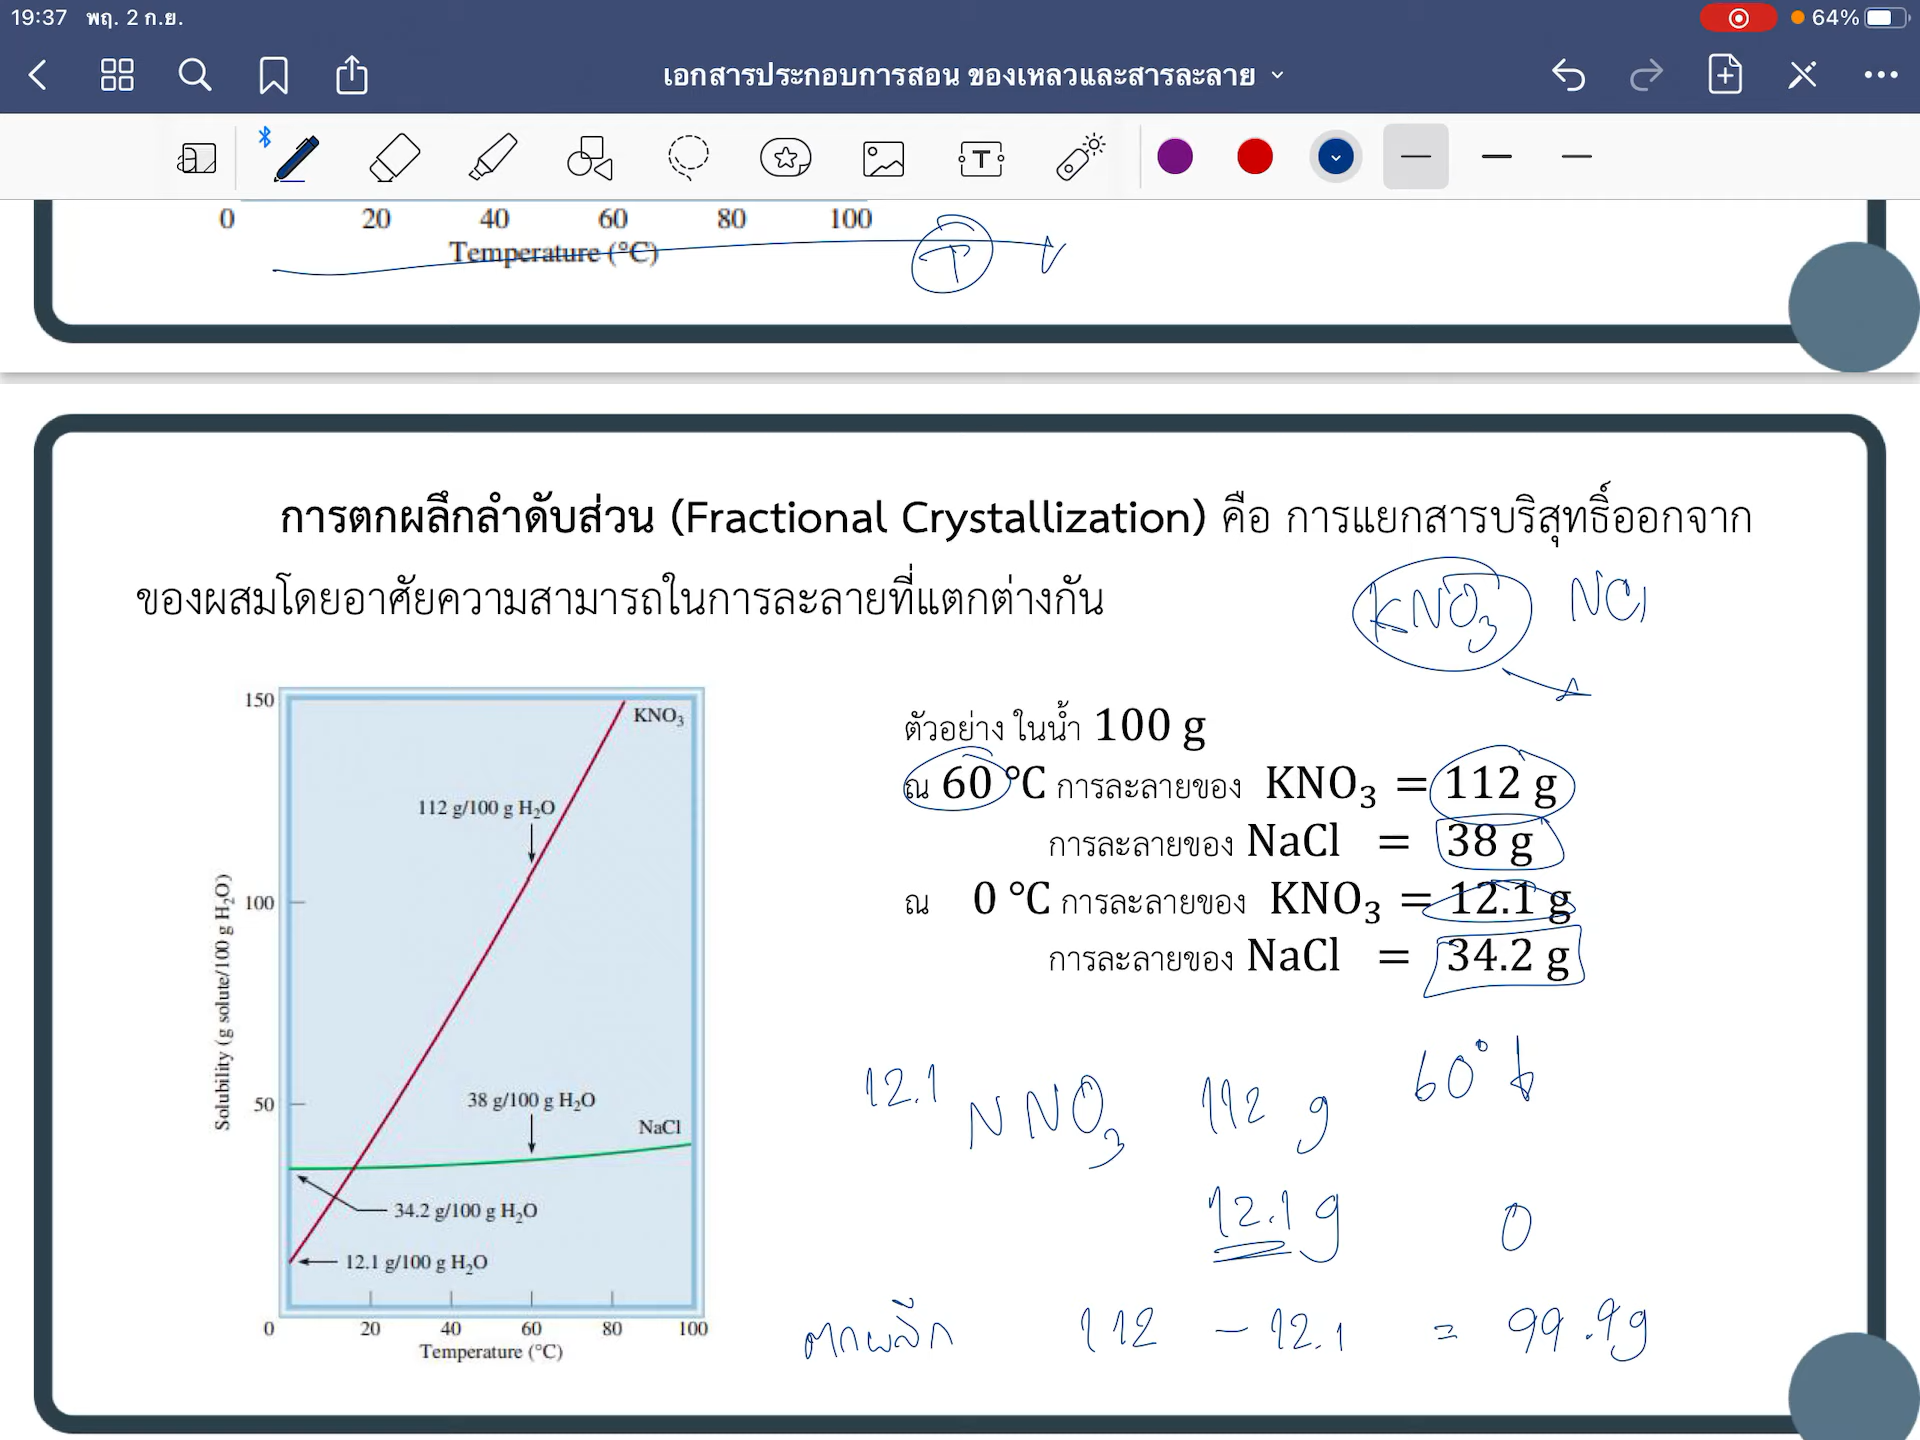 19:37 พฤ. 2 ก.ย.
64%
เอกสารประกอบการสอน ของเหลวและสารละลาย
0 20 40 60 80 100
Temperature (°C)
T
การตกผลึกลำดับส่วน (Fractional Crystallization) คือ การแยกสารบริสุทธิ์ออกจาก
ของผสมโดยอาศัยความสามารถในการละลายที่แตกต่างกัน
KNO₃ NCl
ตัวอย่าง ในน้ำ 100 g
ณ 60 °C การละลายของ KNO₃ = 112 g
การละลายของ NaCl = 38 g
ณ 0 °C การละลายของ KNO₃ = 12.1 g
การละลายของ NaCl = 34.2 g
150
KNO₃
112 g/100 g H₂O
100
Solubility (g solute/100 g H₂O)
50
38 g/100 g H₂O
NaCl
34.2 g/100 g H₂O
12.1 g/100 g H₂O
0 20 40 60 80 100
Temperature (°C)
12.1 NNO₃ 112 g 60°
12.1 g 0
ตกผลึก 112 - 12.1 = 99.9g